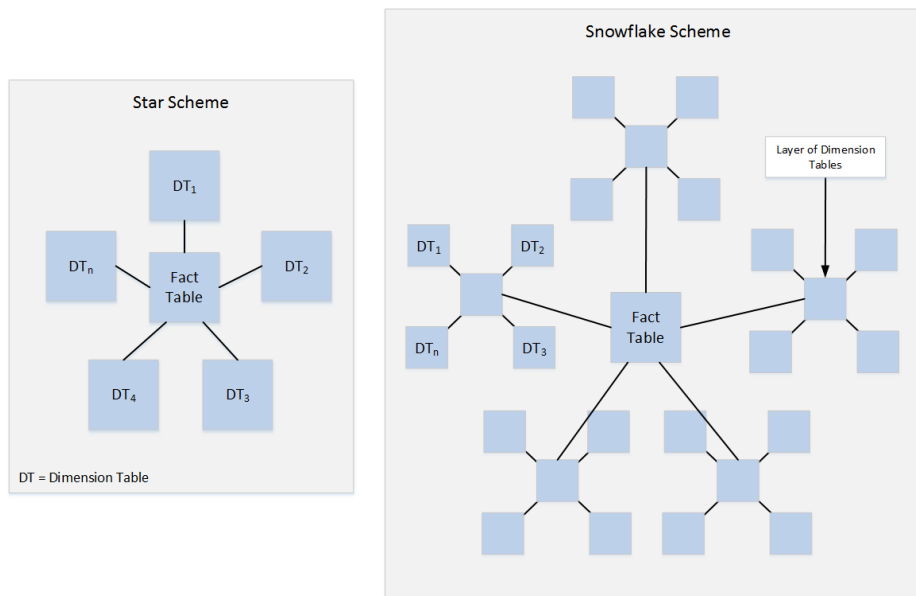 Snowflake Scheme
Star Scheme
DT₁
DTₙ
Fact
Table
DT₂
DT₄
DT₃
DT = Dimension Table
Layer of Dimension
Tables
DT₁
DT₂
Fact
Table
DTₙ
DT₃